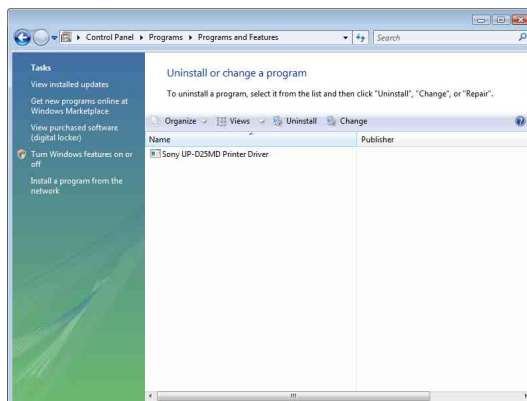 Control Panel ▸ Programs ▸ Programs and Features
Search
Tasks
View installed updates
Get new programs online at
Windows Marketplace
View purchased software
(digital locker)
Turn Windows features on or
off
Install a program from the
network
Uninstall or change a program
To uninstall a program, select it from the list and then click "Uninstall", "Change", or "Repair".
Organize Views Uninstall Change
Name Publisher
Sony UP-D25MD Printer Driver